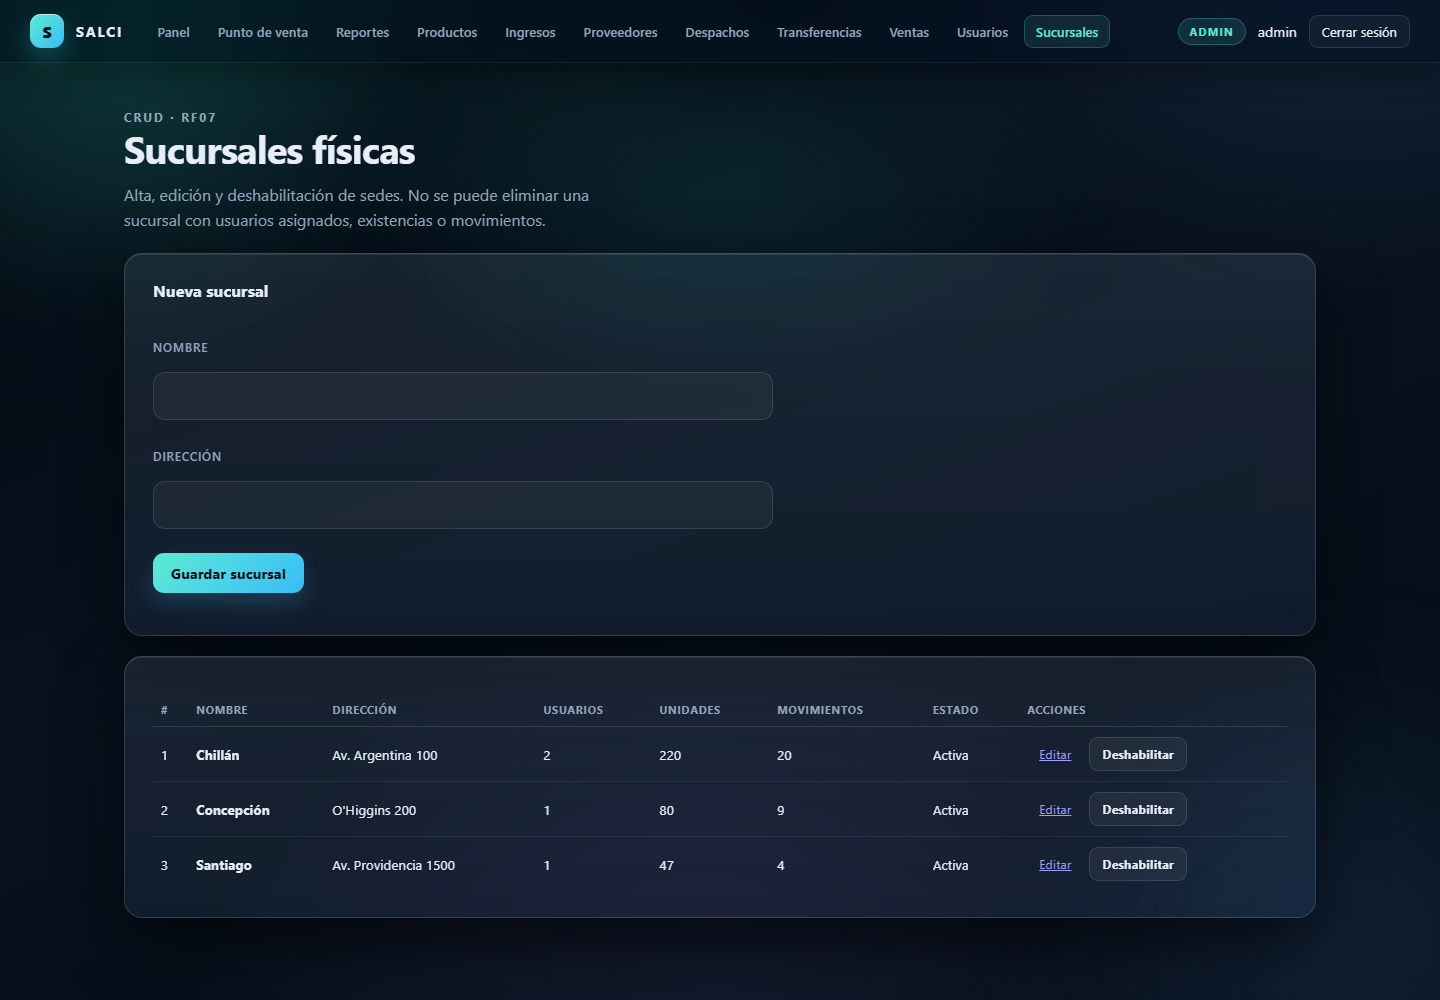 S SALCI Panel Punto de venta Reportes Productos Ingresos Proveedores Despachos Transferencias Ventas Usuarios Sucursales ADMIN admin Cerrar sesión
CRUD · RF07
Sucursales físicas
Alta, edición y deshabilitación de sedes. No se puede eliminar una
sucursal con usuarios asignados, existencias o movimientos.
Nueva sucursal
NOMBRE
DIRECCIÓN
Guardar sucursal
# NOMBRE DIRECCIÓN USUARIOS UNIDADES MOVIMIENTOS ESTADO ACCIONES
1 Chillán Av. Argentina 100 2 220 20 Activa Editar Deshabilitar
2 Concepción O'Higgins 200 1 80 9 Activa Editar Deshabilitar
3 Santiago Av. Providencia 1500 1 47 4 Activa Editar Deshabilitar